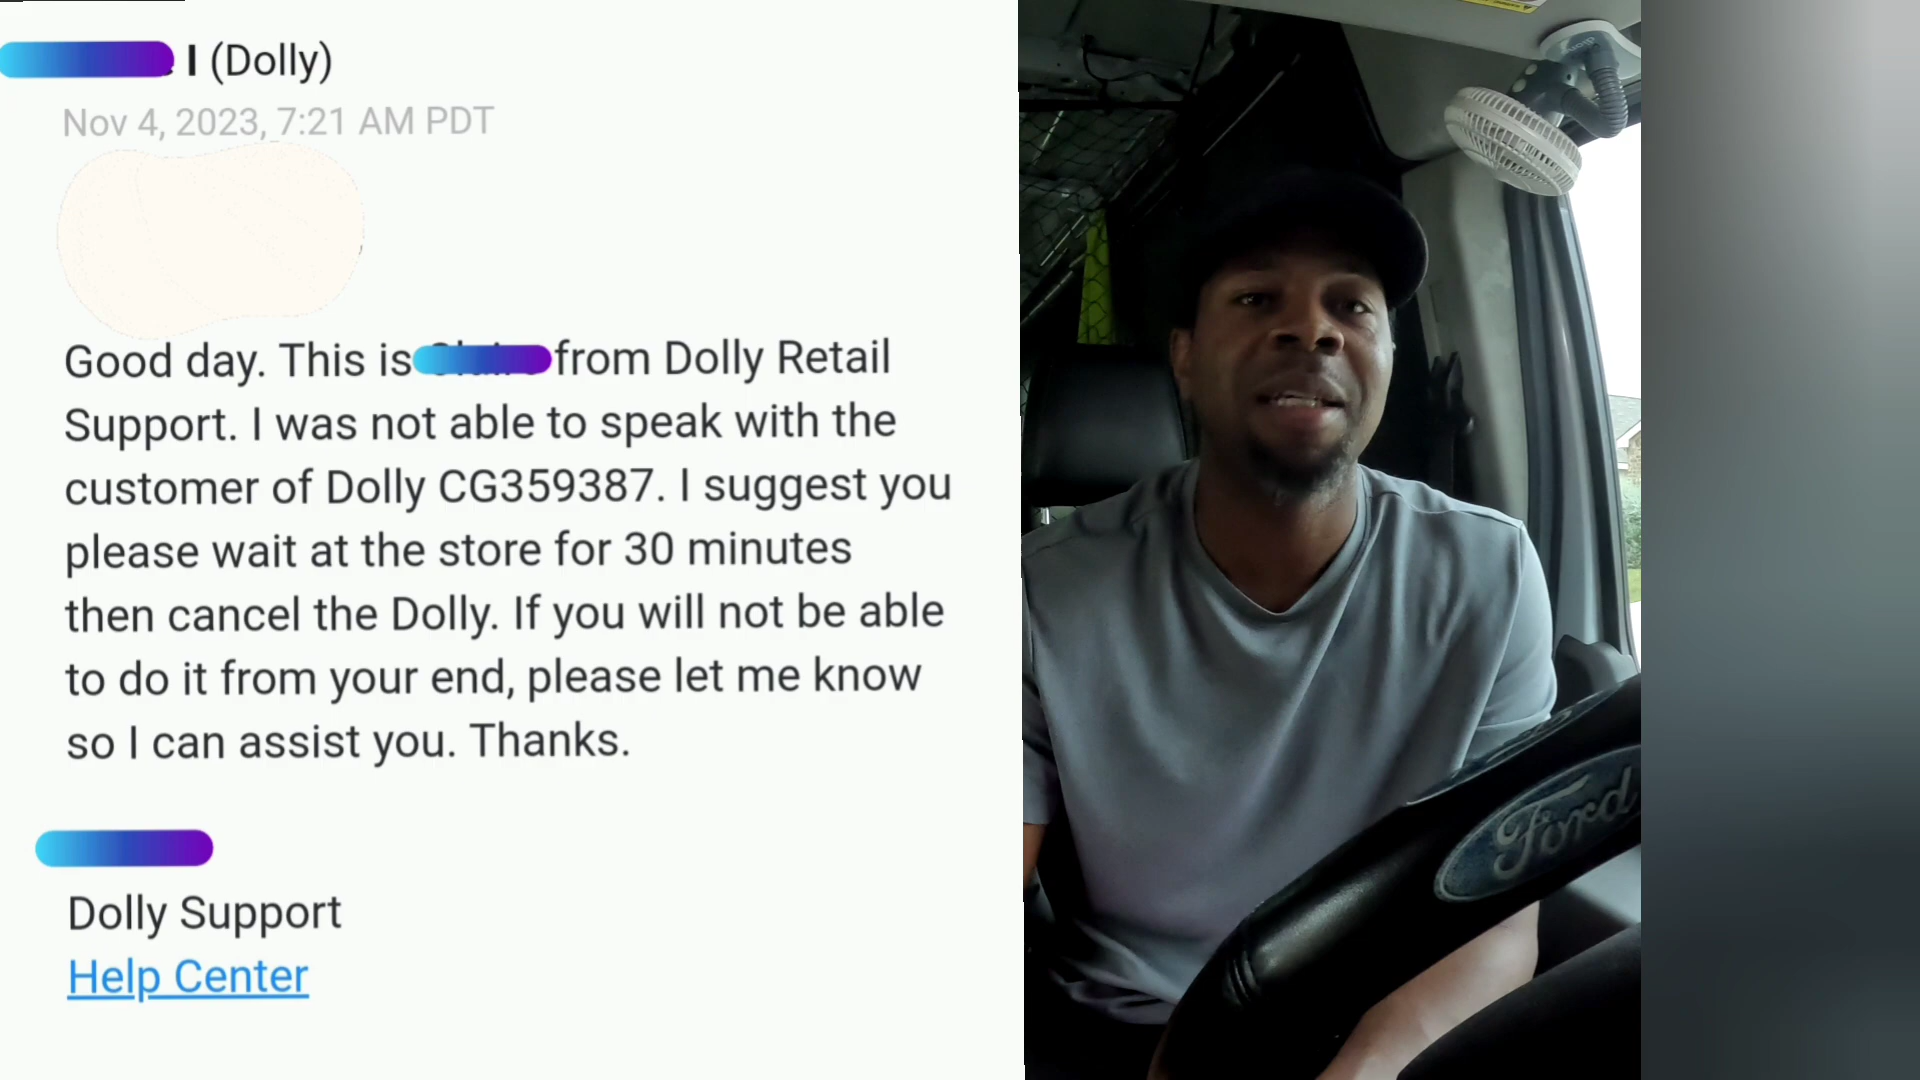 I (Dolly)
Nov 4, 2023, 7:21 AM PDT
Good day. This is from Dolly Retail
Support. I was not able to speak with the
customer of Dolly CG359387. I suggest you
please wait at the store for 30 minutes
then cancel the Dolly. If you will not be able
to do it from your end, please let me know
so I can assist you. Thanks.
Dolly Support
Help Center
Ford